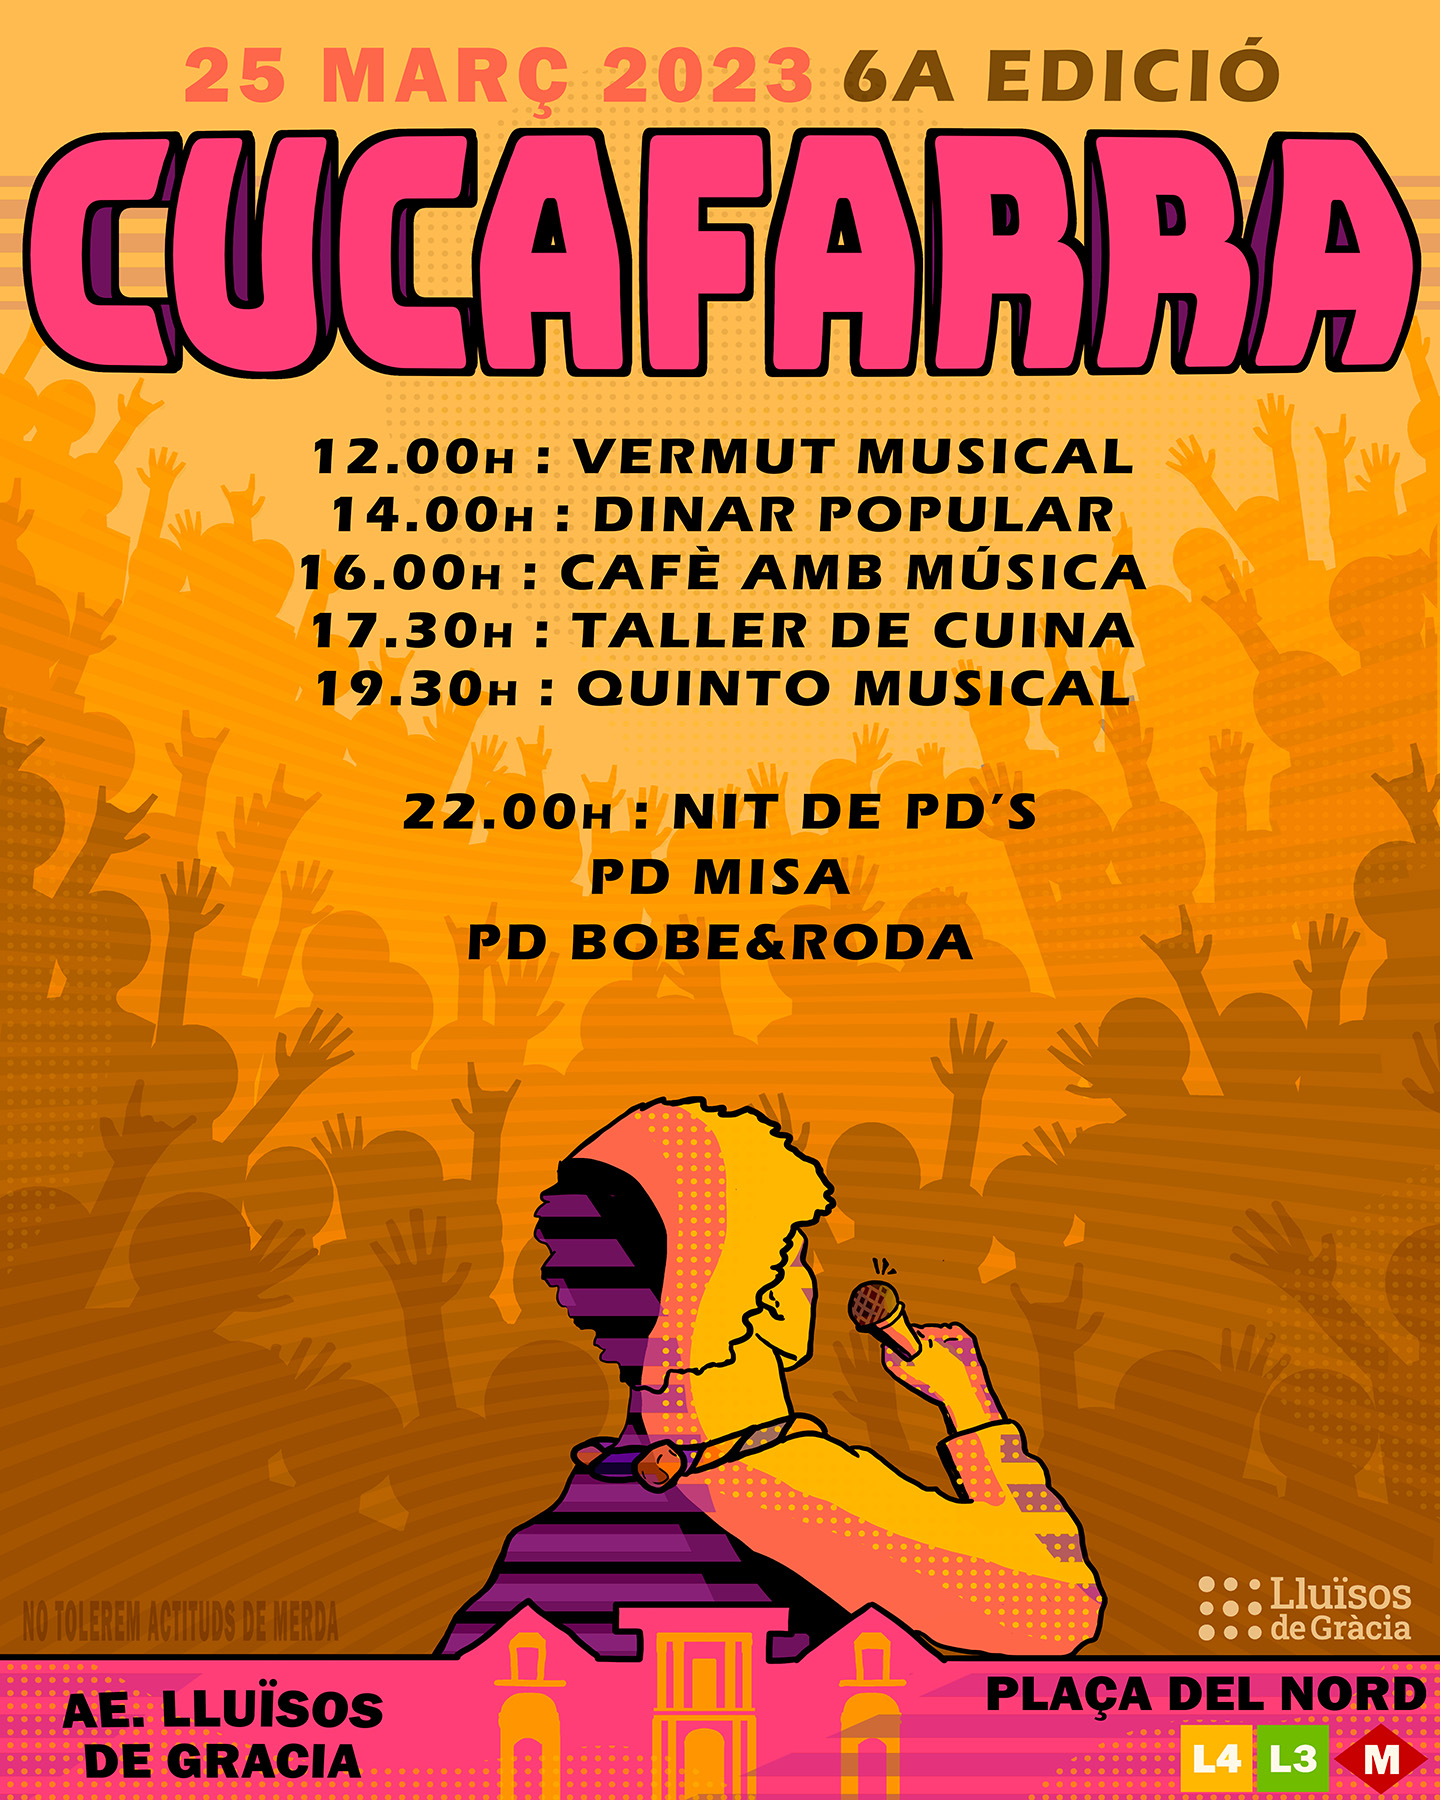 25 MARÇ 2023 6A EDICIÓ
CUCAFARRA
12.00H : VERMUT MUSICAL
14.00H : DINAR POPULAR
16.00H : CAFÈ AMB MÚSICA
17.30H : TALLER DE CUINA
19.30H : QUINTO MUSICAL
22.00H : NIT DE PD'S
PD MISA
PD BOBE&RODA
NO TOLEREM ACTITUDS DE MERDA
Lluïsos
de Gràcia
AE. LLUÏSOS
DE GRACIA
PLAÇA DEL NORD
L4 L3 M